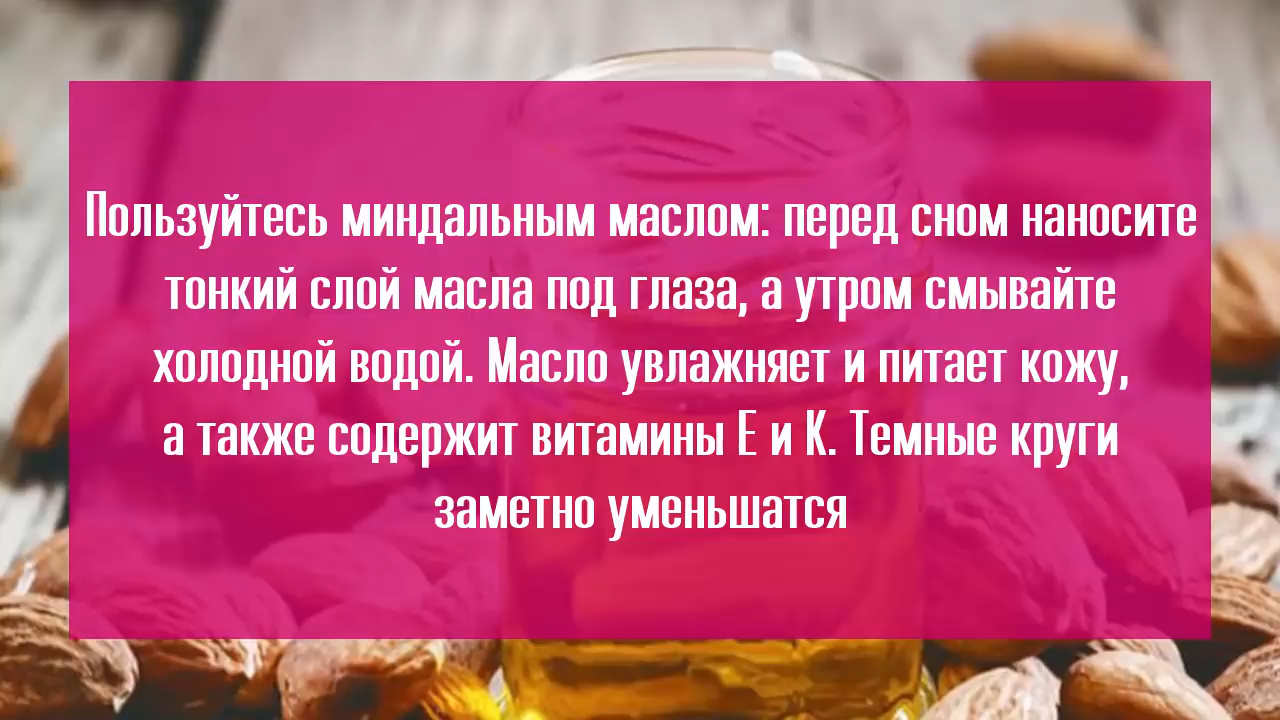 Пользуйтесь миндальным маслом: перед сном наносите
тонкий слой масла под глаза, а утром смывайте
холодной водой. Масло увлажняет и питает кожу,
а также содержит витамины Е и К. Темные круги
заметно уменьшатся